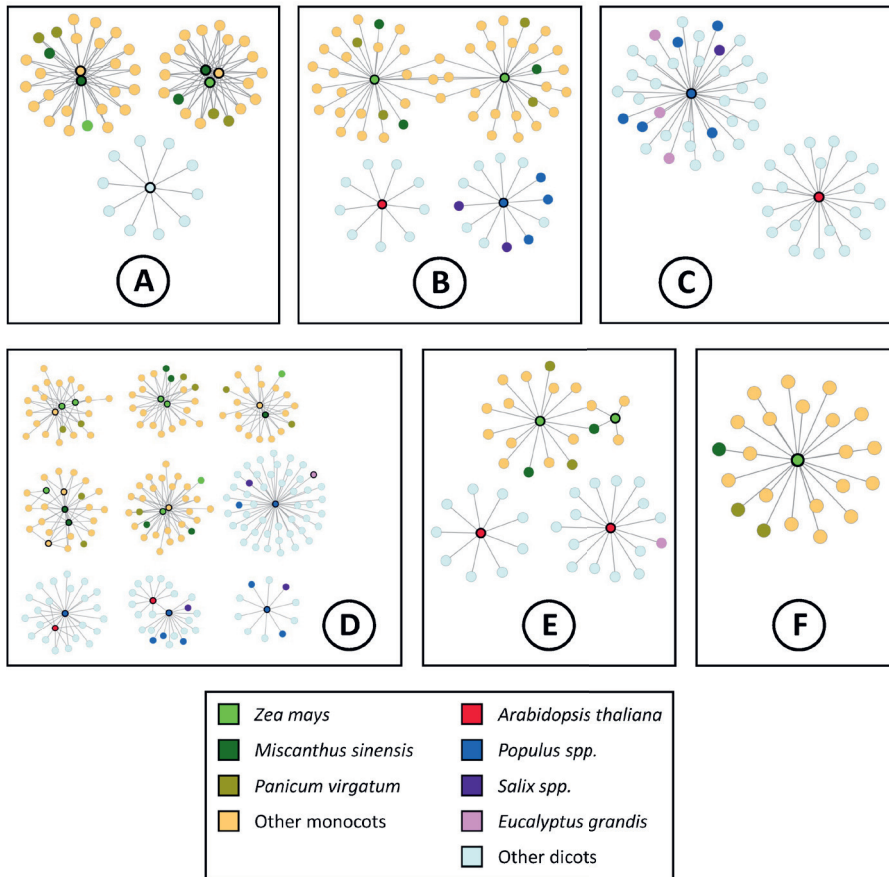 A
B
C
D
E
F
Zea mays
Arabidopsis thaliana
Miscanthus sinensis
Populus spp.
Panicum virgatum
Salix spp.
Other monocots
Eucalyptus grandis
Other dicots